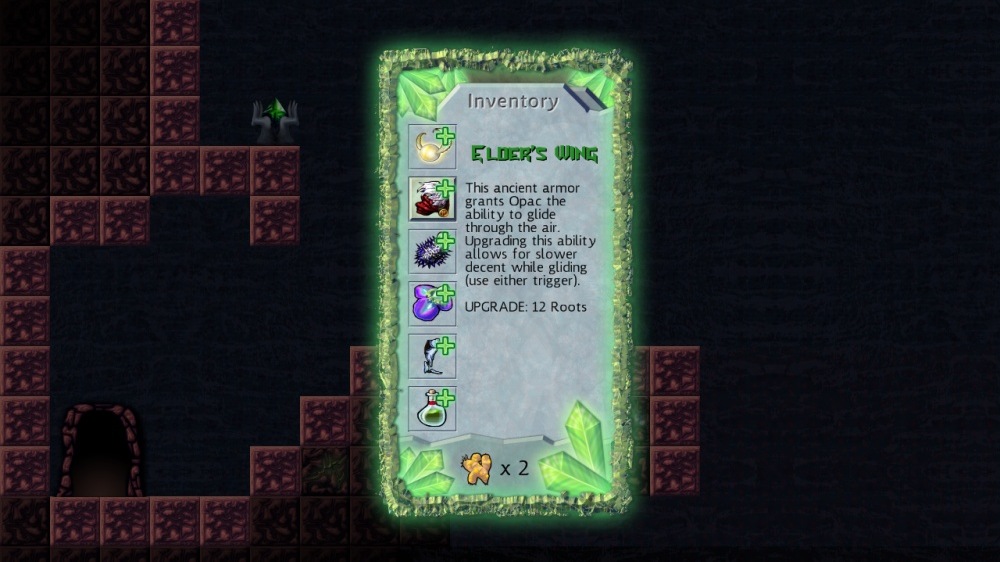 Inventory
ELDER'S WING
This ancient armor
grants Opac the
ability to glide
through the air.
Upgrading this ability
allows for slower
decent while gliding
(use either trigger).
UPGRADE: 12 Roots
x 2